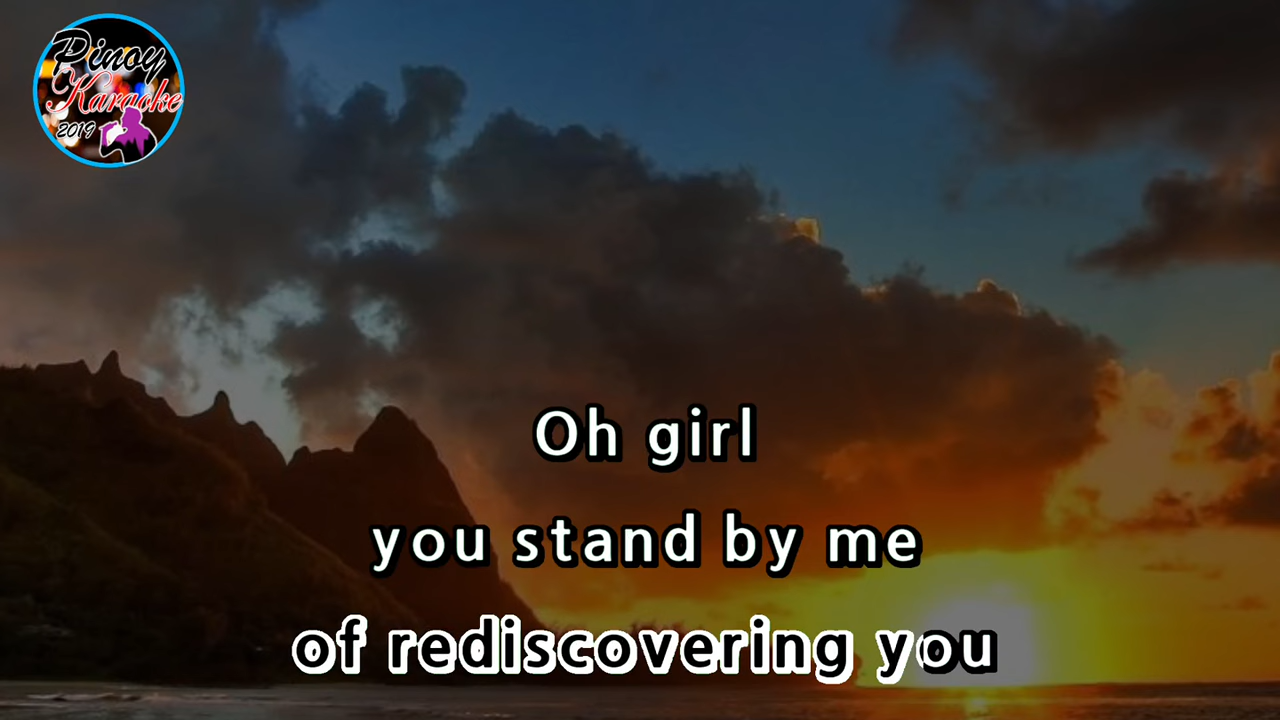 Pinoy
Karaoke
2019
Oh girl
you stand by me
of rediscovering you